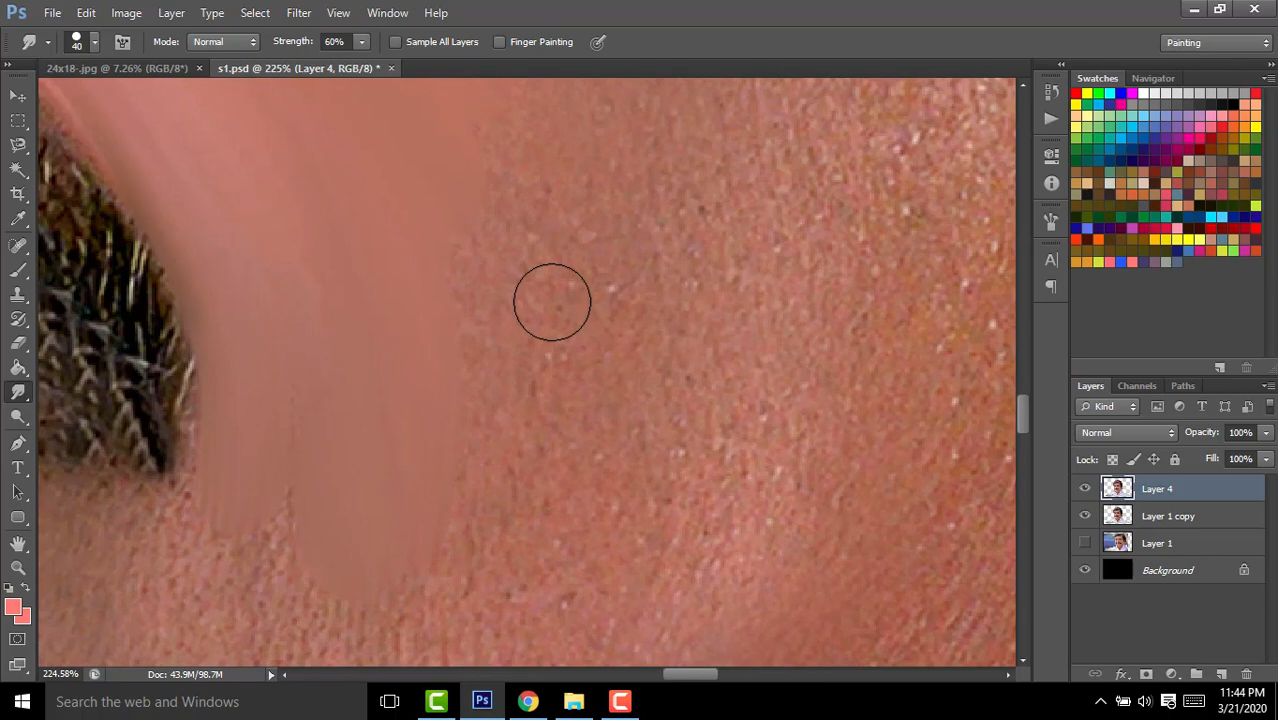 Ps File Edit Image Layer Type Select Filter View Window Help
40 Mode: Normal Strength: 60% Sample All Layers Finger Painting Painting
24x18-.jpg @ 7.26% (RGB/8*) × s1.psd @ 225% (Layer 4, RGB/8) * ×
Swatches Navigator
Layers Channels Paths
Kind
Normal Opacity: 100%
Lock: Fill: 100%
Layer 4
Layer 1 copy
Layer 1
Background
224.58% Doc: 43.9M/98.7M
Search the web and Windows
11:44 PM
3/21/2020